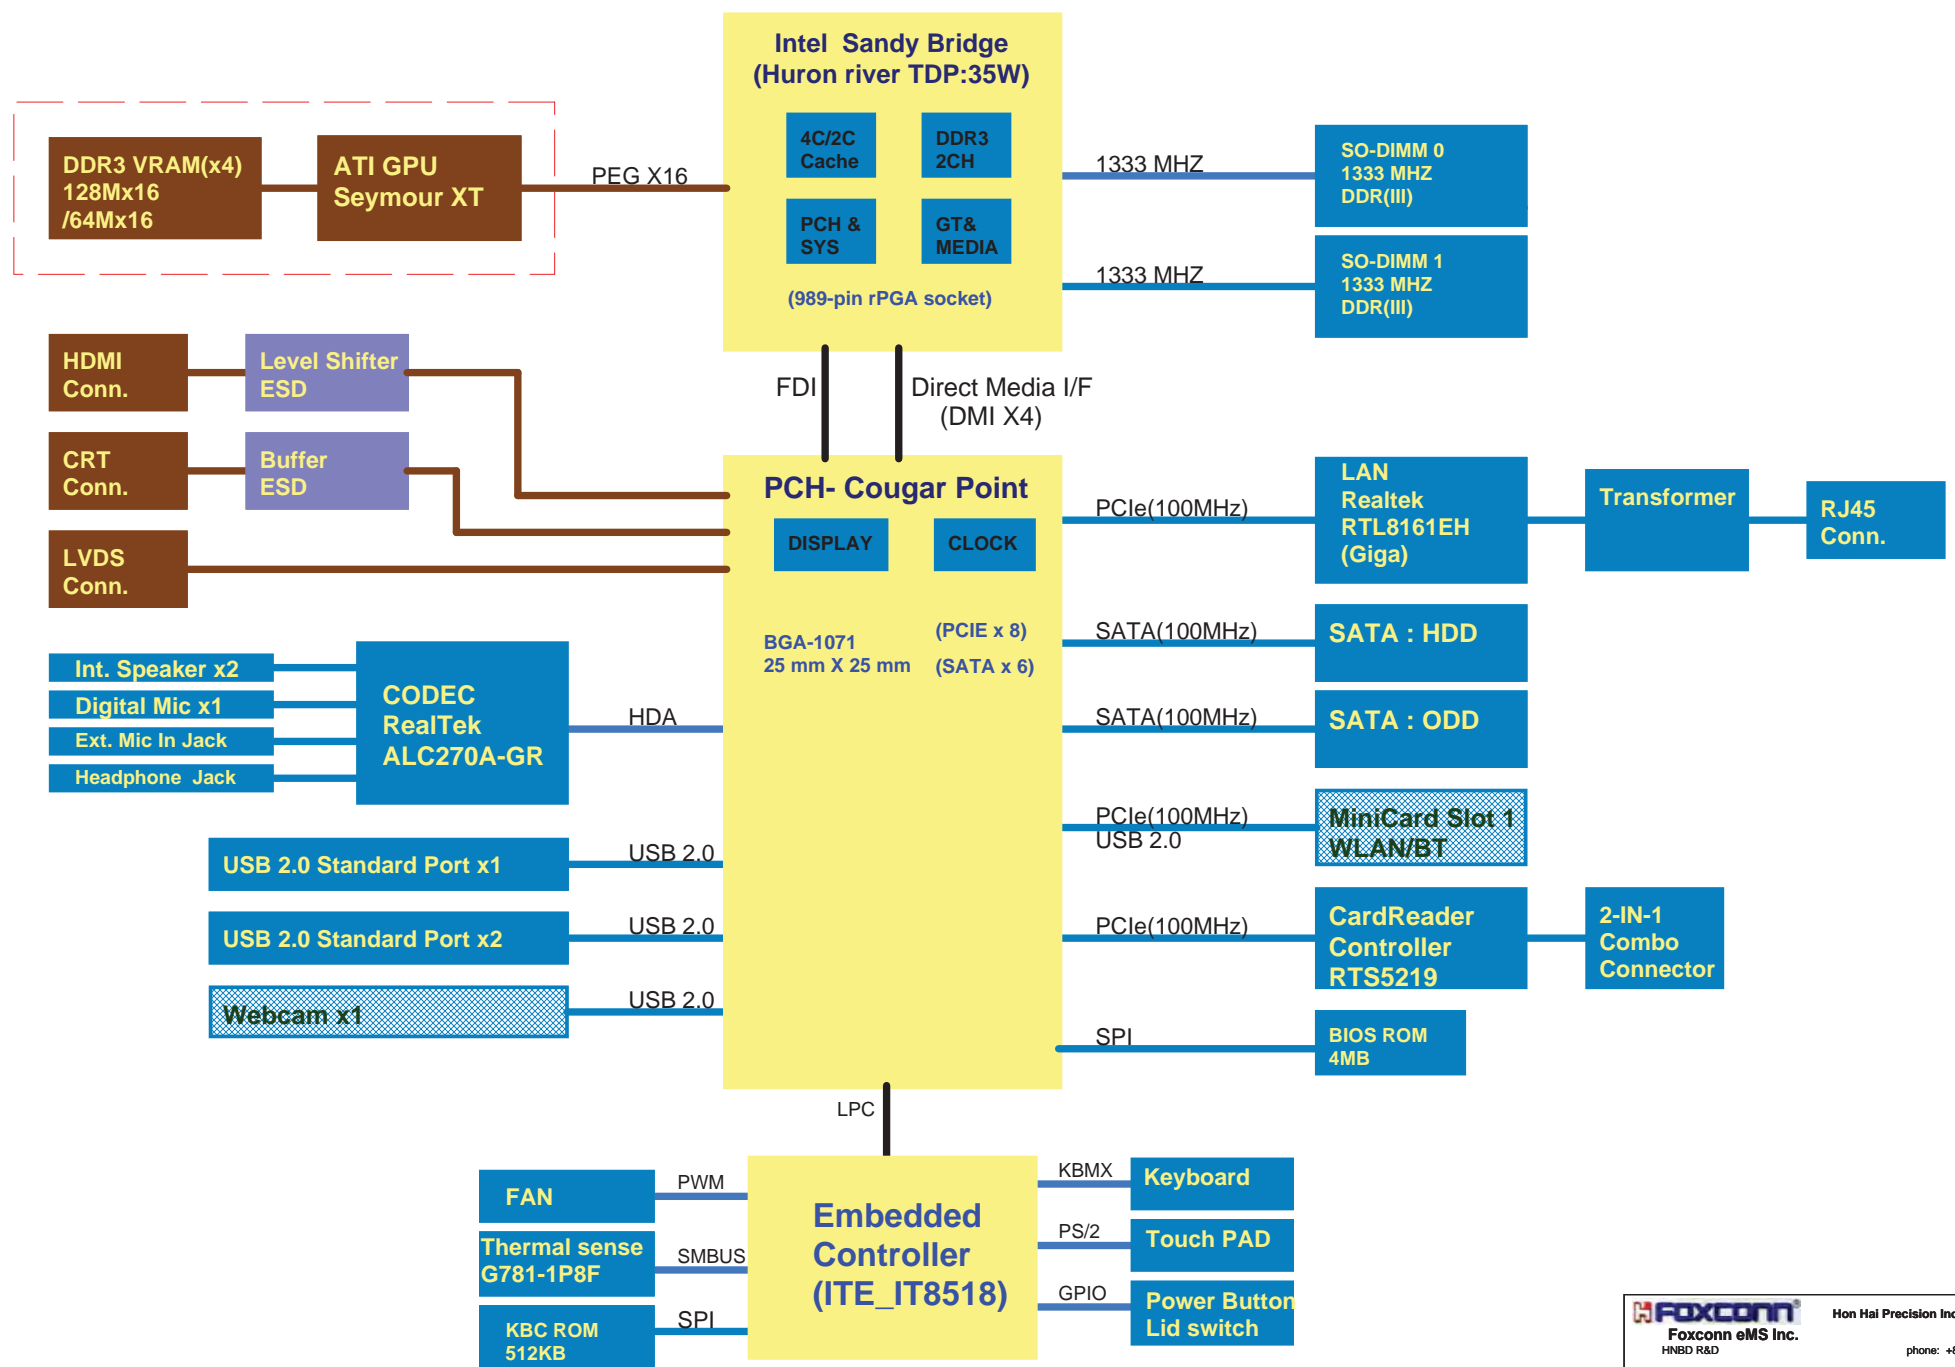 Intel Sandy Bridge
(Huron river TDP:35W)
4C/2C
Cache
DDR3
2CH
PCH &
SYS
GT&
MEDIA
(989-pin rPGA socket)
DDR3 VRAM(x4)
128Mx16
/64Mx16
ATI GPU
Seymour XT
PEG X16
1333 MHZ
SO-DIMM 0
1333 MHZ
DDR(III)
1333 MHZ
SO-DIMM 1
1333 MHZ
DDR(III)
HDMI
Conn.
Level Shifter
ESD
FDI
Direct Media I/F
(DMI X4)
CRT
Conn.
Buffer
ESD
LVDS
Conn.
PCH- Cougar Point
DISPLAY
CLOCK
BGA-1071
25 mm X 25 mm
(PCIE x 8)
(SATA x 6)
PCIe(100MHz)
LAN
Realtek
RTL8161EH
(Giga)
Transformer
RJ45
Conn.
SATA(100MHz)
SATA : HDD
SATA(100MHz)
SATA : ODD
Int. Speaker x2
Digital Mic x1
Ext. Mic In Jack
Headphone Jack
CODEC
RealTek
ALC270A-GR
HDA
PCIe(100MHz)
USB 2.0
MiniCard Slot 1
WLAN/BT
USB 2.0 Standard Port x1
USB 2.0
USB 2.0 Standard Port x2
USB 2.0
Webcam x1
USB 2.0
PCIe(100MHz)
CardReader
Controller
RTS5219
2-IN-1
Combo
Connector
SPI
BIOS ROM
4MB
LPC
FAN
PWM
Thermal sense
G781-1P8F
SMBUS
KBC ROM
512KB
SPI
Embedded
Controller
(ITE_IT8518)
KBMX
Keyboard
PS/2
Touch PAD
GPIO
Power Button
Lid switch
FOXCONN®
Hon Hai Precision
Foxconn eMS Inc.
HNBD R&D
phone: